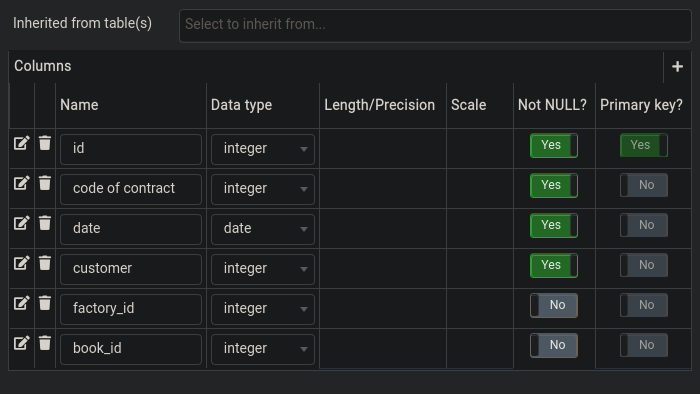 Inherited from table(s) Select to inherit from...
Columns
Name Data type Length/Precision Scale Not NULL? Primary key?
id integer Yes Yes
code of contract integer Yes No
date date Yes No
customer integer Yes No
factory_id integer No No
book_id integer No No